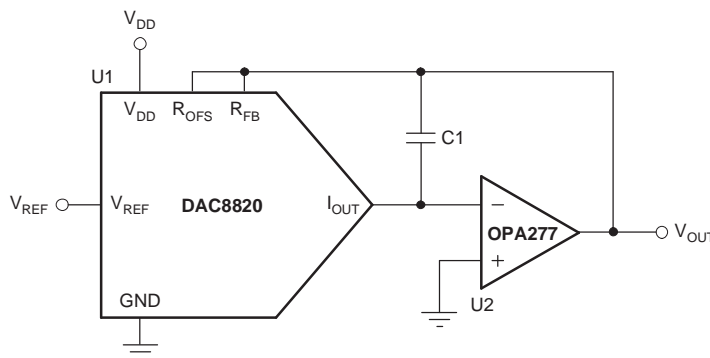 V_DD
U1
V_DD R_OFS R_FB
C1
V_REF V_REF DAC8820 I_OUT − OPA277 V_OUT
+
GND
U2